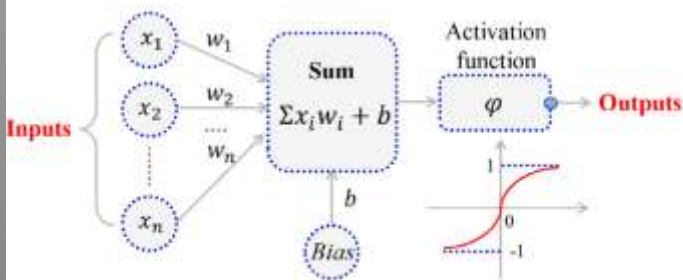 Inputs
x₁
x₂
xₙ
w₁
w₂
....
wₙ
Sum
Σxᵢwᵢ + b
b
Bias
Activation
function
φ
Outputs
1
0
-1